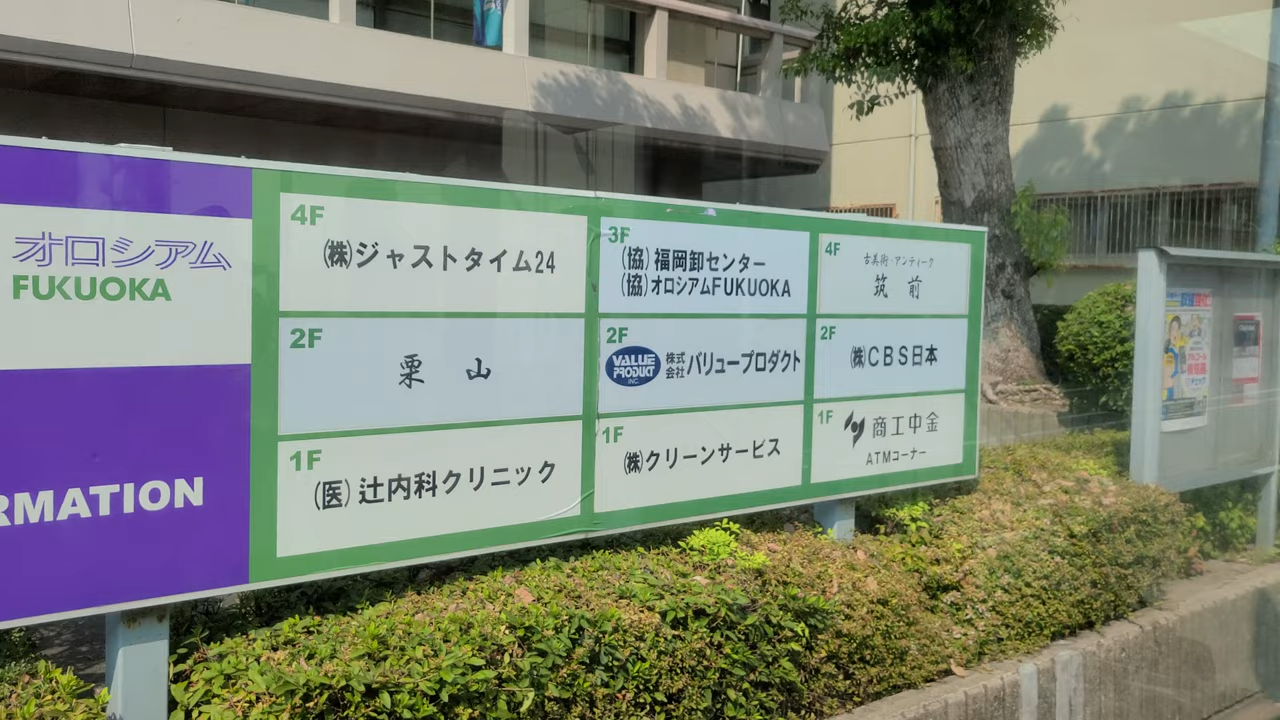 オロシアム
FUKUOKA
RMATION
4F
(株)ジャストタイム24
2F
栗山
1F
(医)辻内科クリニック
3F
(協)福岡卸センター
(協)オロシアムFUKUOKA
2F
VALUE
PRODUCT
INC.
株式会社 バリュープロダクト
1F
(株)クリーンサービス
4F
古美術・アンティーク
筑前
2F
(株)CBS日本
1F
商工中金
ATMコーナー